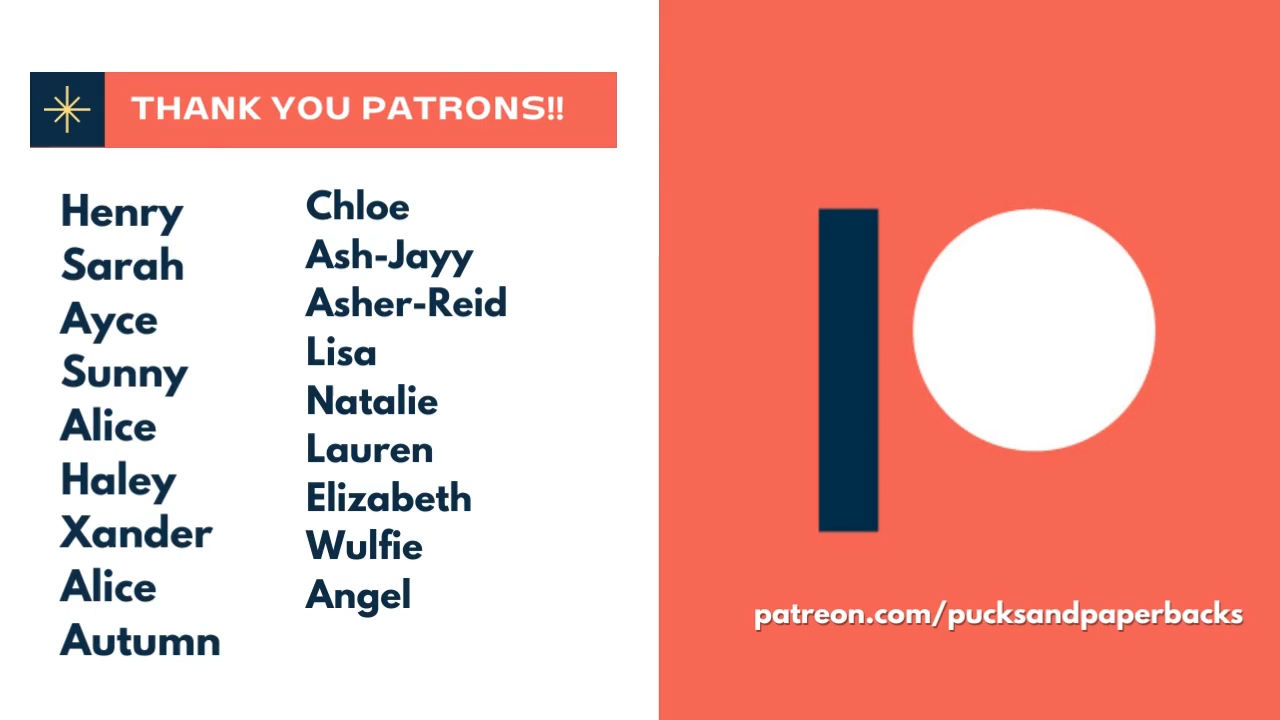 THANK YOU PATRONS!!
Henry
Sarah
Ayce
Sunny
Alice
Haley
Xander
Alice
Autumn
Chloe
Ash-Jayy
Asher-Reid
Lisa
Natalie
Lauren
Elizabeth
Wulfie
Angel
patreon.com/pucksandpaperbacks